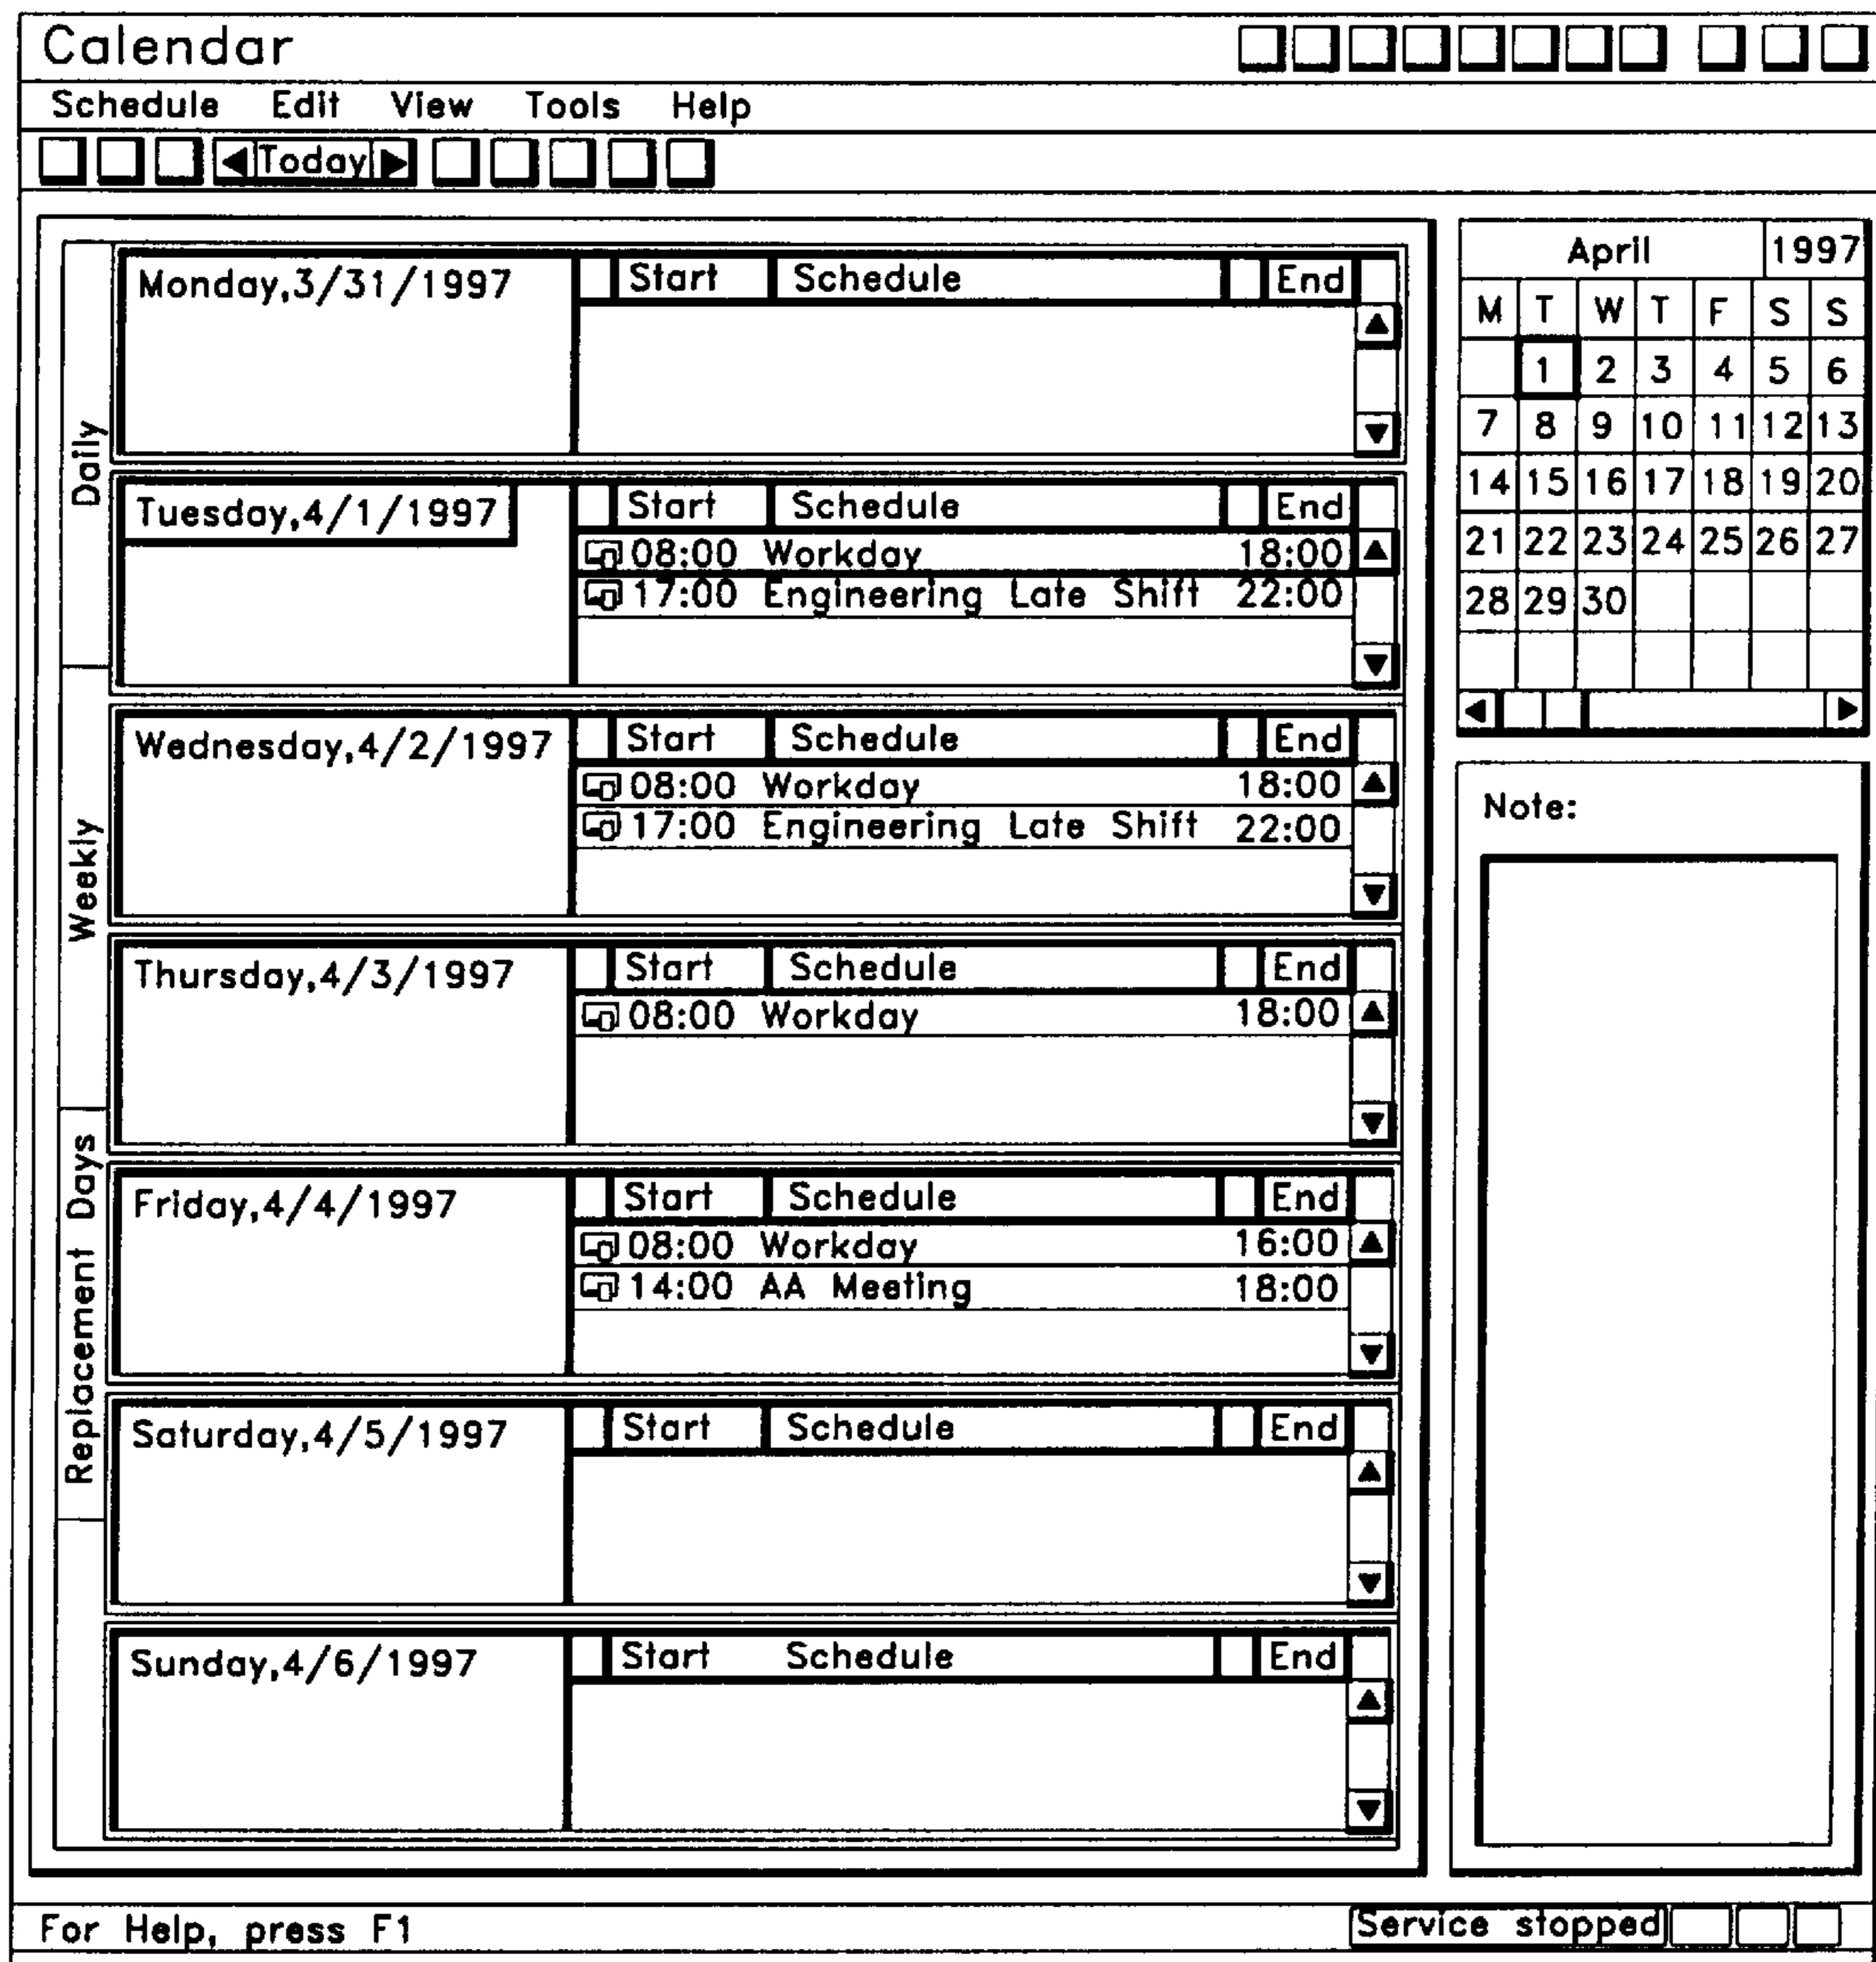 Calendar
Schedule Edit View Tools Help
Today
Daily
Weekly
Replacement Days
Monday,3/31/1997
Start Schedule End
Tuesday,4/1/1997
Start Schedule End
08:00 Workday 18:00
17:00 Engineering Late Shift 22:00
Wednesday,4/2/1997
Start Schedule End
08:00 Workday 18:00
17:00 Engineering Late Shift 22:00
Thursday,4/3/1997
Start Schedule End
08:00 Workday 18:00
Friday,4/4/1997
Start Schedule End
08:00 Workday 16:00
14:00 AA Meeting 18:00
Saturday,4/5/1997
Start Schedule End
Sunday,4/6/1997
Start Schedule End
April 1997
M T W T F S S
1 2 3 4 5 6
7 8 9 10 11 12 13
14 15 16 17 18 19 20
21 22 23 24 25 26 27
28 29 30
Note:
For Help, press F1
Service stopped